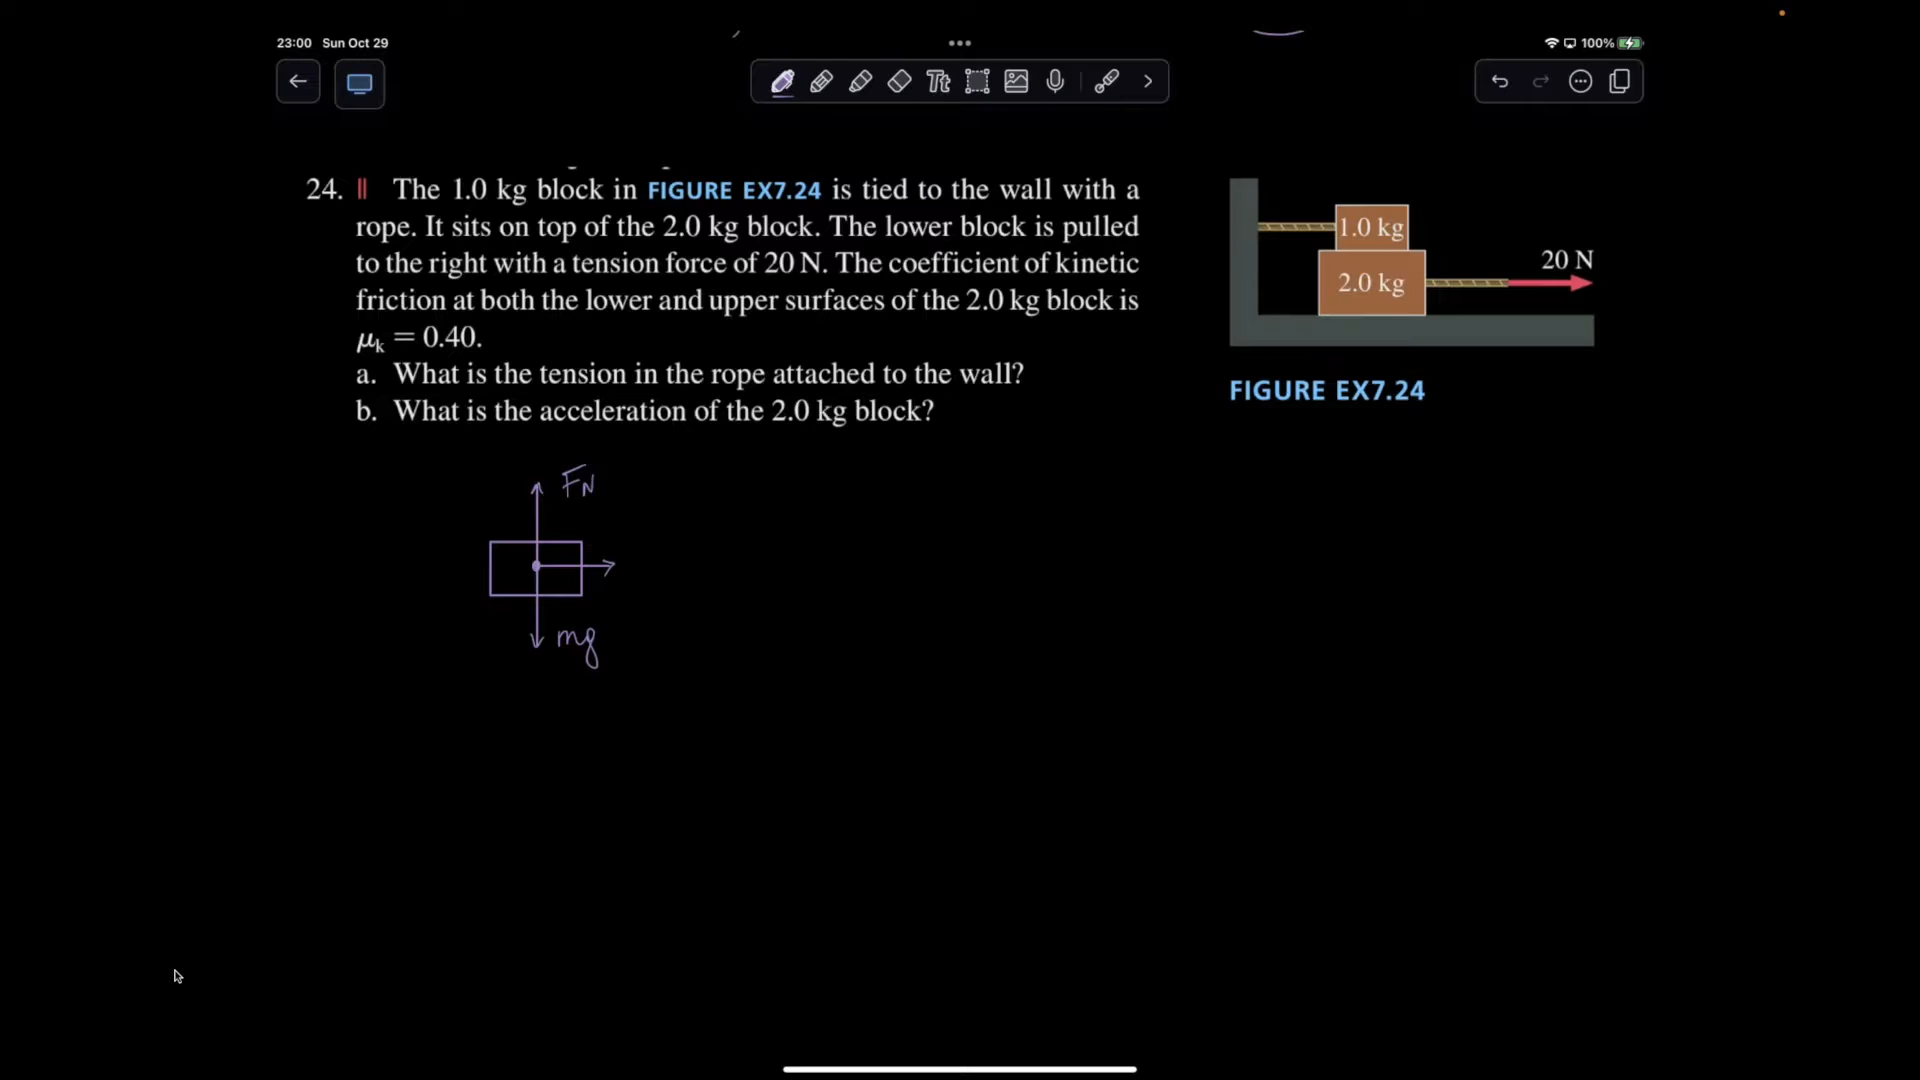 23:00 Sun Oct 29
100%
Tt
24. || The 1.0 kg block in FIGURE EX7.24 is tied to the wall with a
rope. It sits on top of the 2.0 kg block. The lower block is pulled
to the right with a tension force of 20 N. The coefficient of kinetic
friction at both the lower and upper surfaces of the 2.0 kg block is
μk = 0.40.
a. What is the tension in the rope attached to the wall?
b. What is the acceleration of the 2.0 kg block?
1.0 kg
20 N
2.0 kg
FIGURE EX7.24
FN
mg